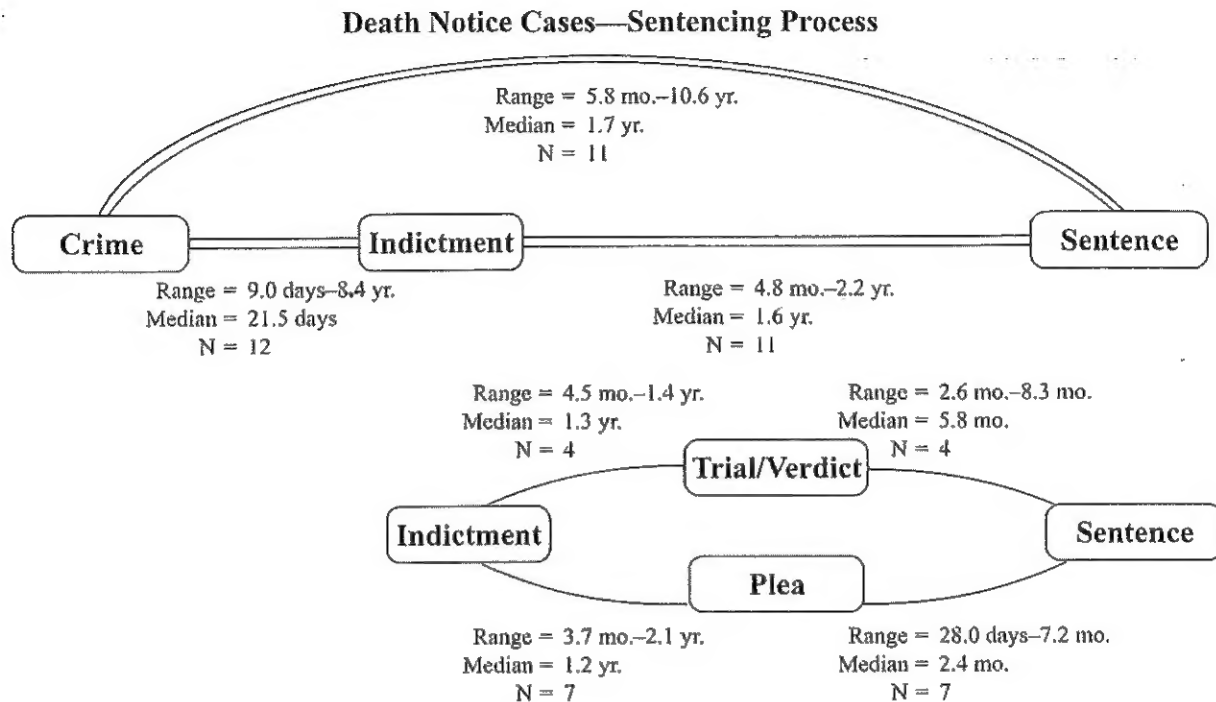 Death Notice Cases—Sentencing Process
Range = 5.8 mo.–10.6 yr.
Median = 1.7 yr.
N = 11
Crime
Indictment
Sentence
Range = 9.0 days–8.4 yr.
Median = 21.5 days
N = 12
Range = 4.8 mo.–2.2 yr.
Median = 1.6 yr.
N = 11
Range = 4.5 mo.–1.4 yr.
Median = 1.3 yr.
N = 4
Range = 2.6 mo.–8.3 mo.
Median = 5.8 mo.
N = 4
Trial/Verdict
Indictment
Sentence
Plea
Range = 3.7 mo.–2.1 yr.
Median = 1.2 yr.
N = 7
Range = 28.0 days–7.2 mo.
Median = 2.4 mo.
N = 7